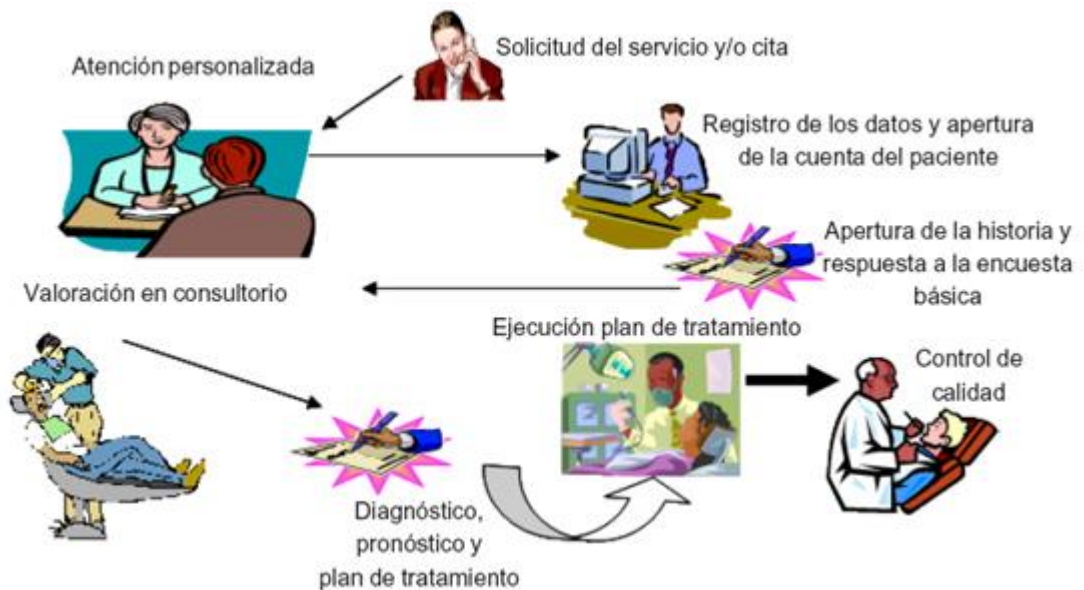 Solicitud del servicio y/o cita
Atención personalizada
Registro de los datos y apertura
de la cuenta del paciente
Apertura de la historia y
respuesta a la encuesta
básica
Valoración en consultorio
Diagnóstico,
pronóstico y
plan de tratamiento
Ejecución plan de tratamiento
Control de
calidad